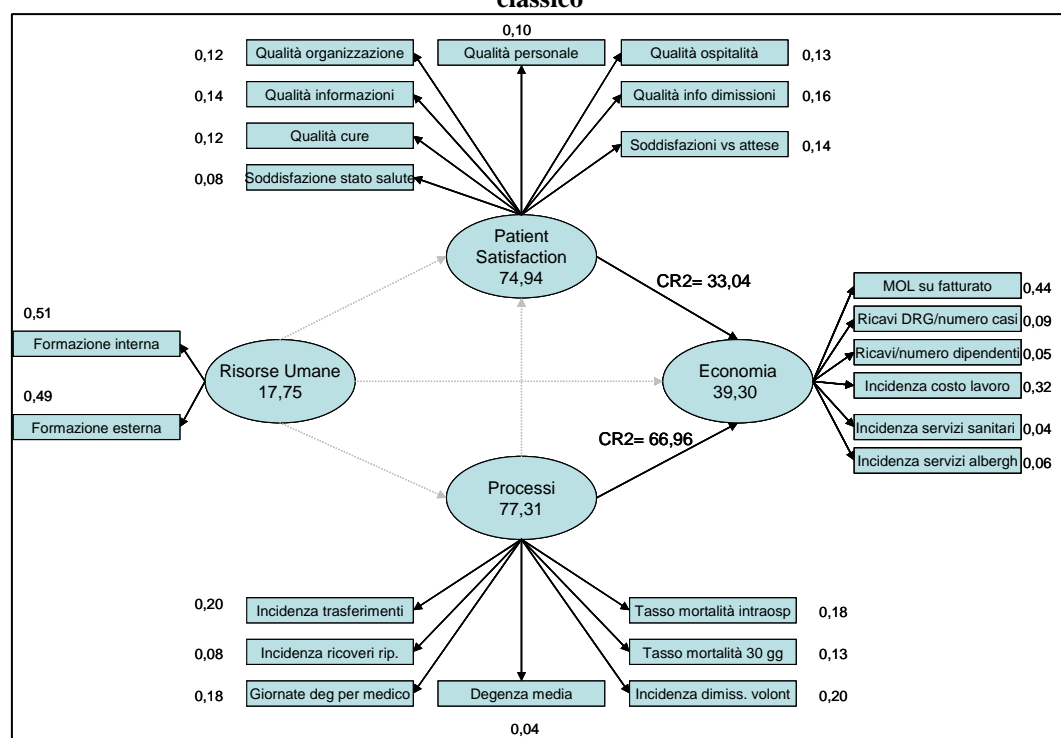 classico
0,10
0,12 Qualità organizzazione Qualità personale Qualità ospitalità 0,13
0,14 Qualità informazioni Qualità info dimissioni 0,16
0,12 Qualità cure Soddisfazioni vs attese 0,14
0,08 Soddisfazione stato salute
Patient
Satisfaction
74,94
CR2= 33,04
MOL su fatturato 0,44
Ricavi DRG/numero casi 0,09
Ricavi/numero dipendenti 0,05
Incidenza costo lavoro 0,32
Incidenza servizi sanitari 0,04
Incidenza servizi albergh 0,06
0,51
Formazione interna
0,49
Formazione esterna
Risorse Umane
17,75
Economia
39,30
CR2= 66,96
Processi
77,31
0,20 Incidenza trasferimenti Tasso mortalità intraosp 0,18
0,08 Incidenza ricoveri rip. Tasso mortalità 30 gg 0,13
0,18 Giornate deg per medico Degenza media Incidenza dimiss. volont 0,20
0,04